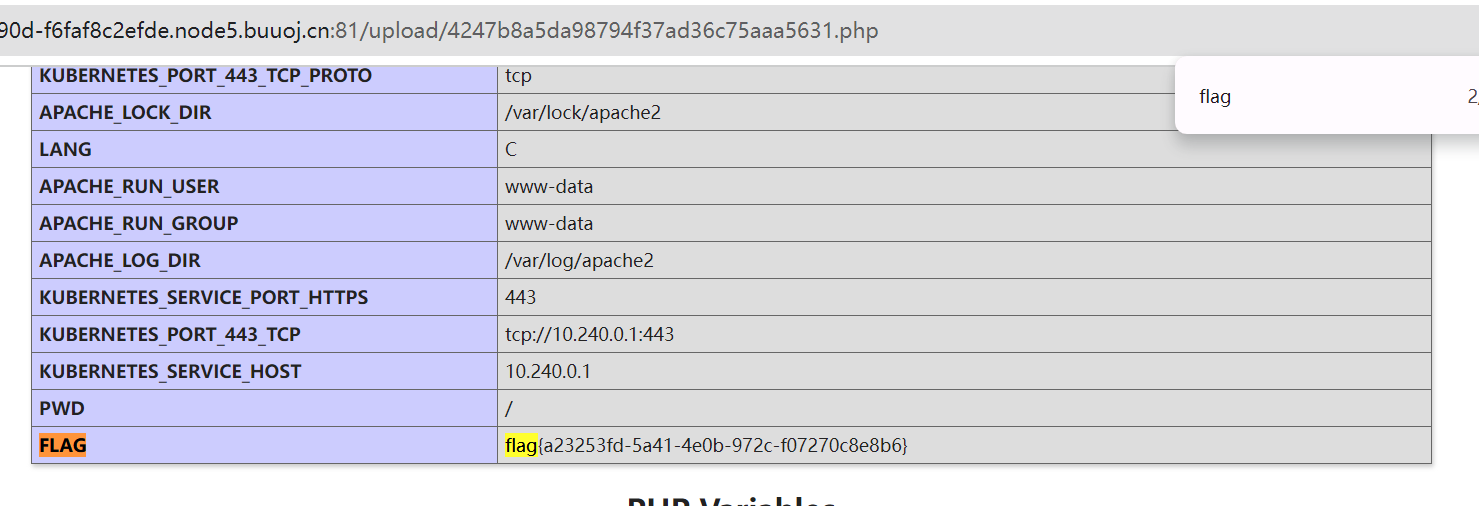 90d-f6faf8c2efde.node5.buuoj.cn:81/upload/4247b8a5da98794f37ad36c75aaa5631.php
flag 2
KUBERNETES_PORT_443_TCP_PROTO tcp
APACHE_LOCK_DIR /var/lock/apache2
LANG C
APACHE_RUN_USER www-data
APACHE_RUN_GROUP www-data
APACHE_LOG_DIR /var/log/apache2
KUBERNETES_SERVICE_PORT_HTTPS 443
KUBERNETES_PORT_443_TCP tcp://10.240.0.1:443
KUBERNETES_SERVICE_HOST 10.240.0.1
PWD /
FLAG flag{a23253fd-5a41-4e0b-972c-f07270c8e8b6}
PHP Variables